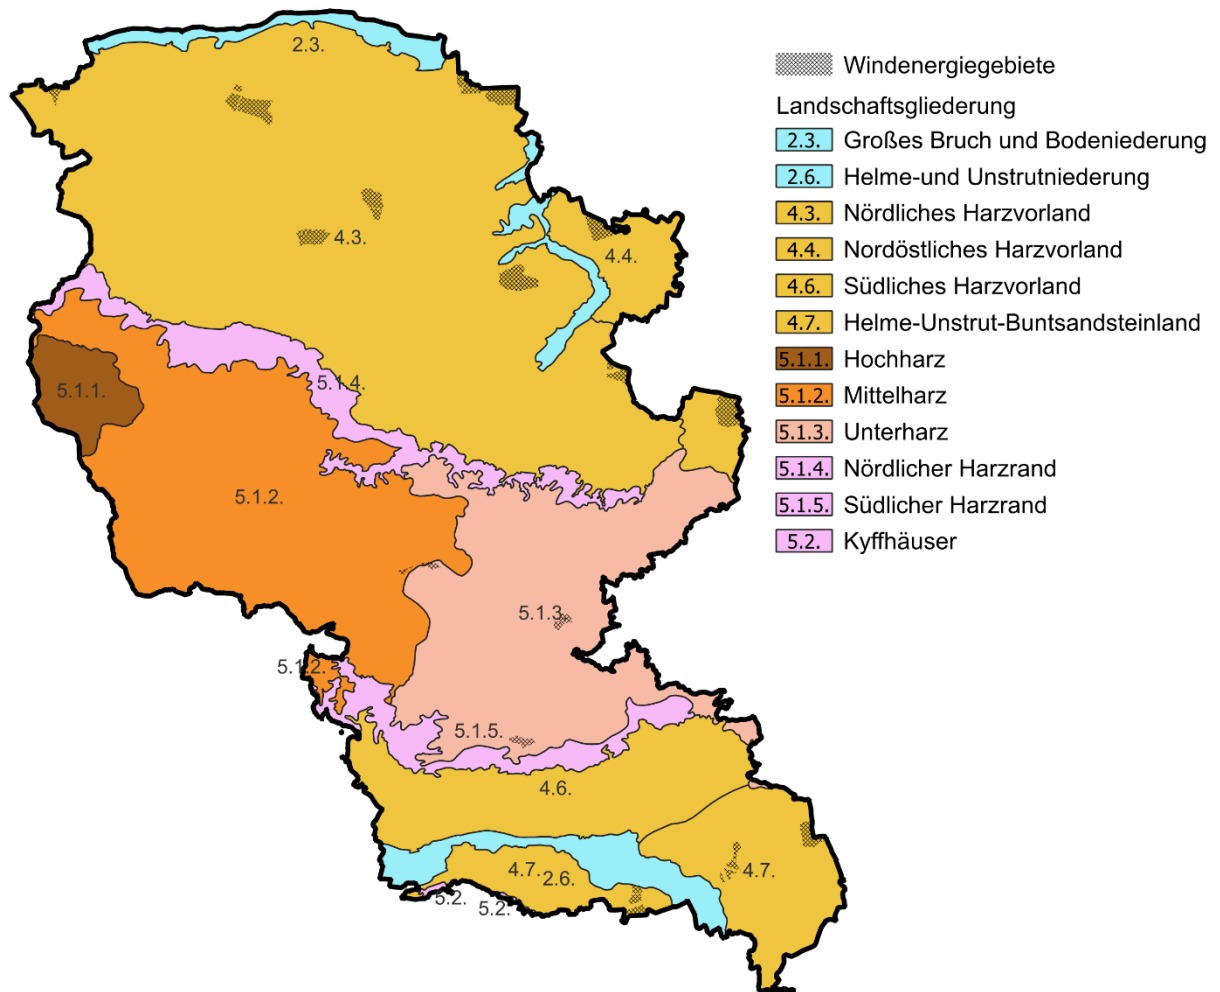 Windenergiegebiete
Landschaftsgliederung
2.3. Großes Bruch und Bodeniederung
2.6. Helme-und Unstrutniederung
4.3. Nördliches Harzvorland
4.4. Nordöstliches Harzvorland
4.6. Südliches Harzvorland
4.7. Helme-Unstrut-Buntsandsteinland
5.1.1. Hochharz
5.1.2. Mittelharz
5.1.3. Unterharz
5.1.4. Nördlicher Harzrand
5.1.5. Südlicher Harzrand
5.2. Kyffhäuser
2.3.
4.3.
4.4.
5.1.4.
5.1.1.
5.1.2.
5.1.3.
5.1.2.
5.1.5.
4.6.
4.7.
2.6.
4.7.
5.2.
5.2.